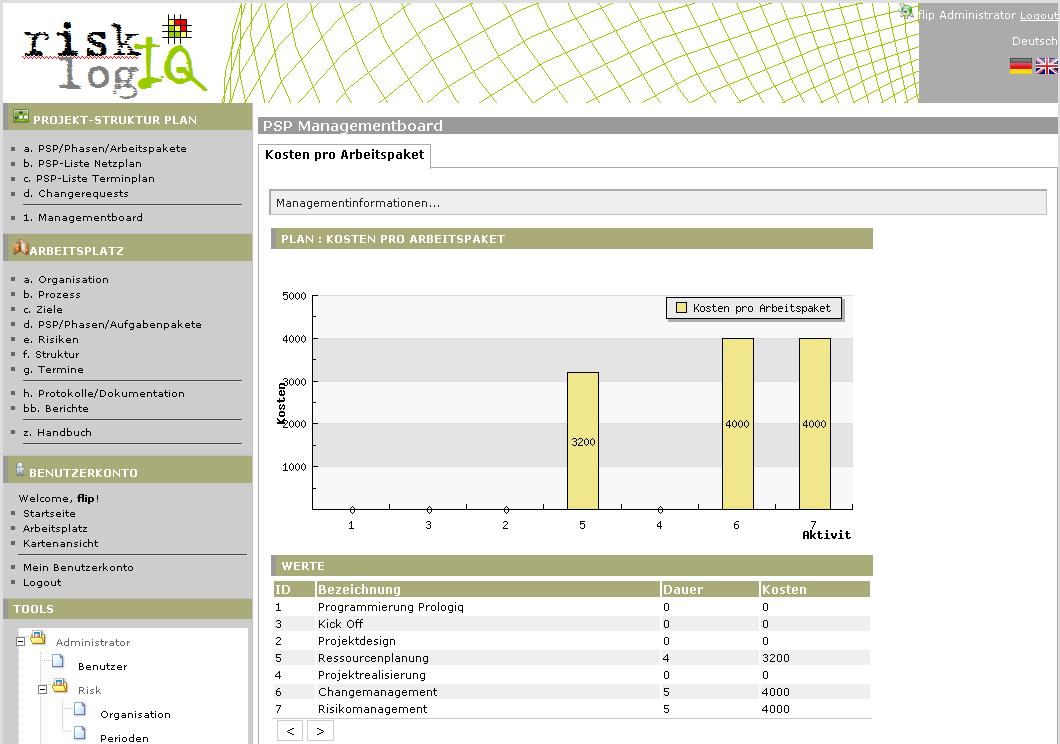 risk
logIQ
flip Administrator Logout
Deutsch
PROJEKT-STRUKTUR PLAN
a. PSP/Phasen/Arbeitspakete
b. PSP-Liste Netzplan
c. PSP-Liste Terminplan
d. Changerequests
1. Managementboard
ARBEITSPLATZ
a. Organisation
b. Prozess
c. Ziele
d. PSP/Phasen/Aufgabenpakete
e. Risiken
f. Struktur
g. Termine
h. Protokolle/Dokumentation
bb. Berichte
z. Handbuch
BENUTZERKONTO
Welcome, flip!
Startseite
Arbeitsplatz
Kartenansicht
Mein Benutzerkonto
Logout
TOOLS
Administrator
Benutzer
Risk
Organisation
Perioden
PSP Managementboard
Kosten pro Arbeitspaket
Managementinformationen...
PLAN : KOSTEN PRO ARBEITSPAKET
Kosten pro Arbeitspaket
5000
4000
3000
2000
1000
Kosten
0 0 0 3200 0 4000 4000
1 3 2 5 4 6 7
Aktivit
WERTE
ID Bezeichnung Dauer Kosten
1 Programmierung Prologiq 0 0
3 Kick Off 0 0
2 Projektdesign 0 0
5 Ressourcenplanung 4 3200
4 Projektrealisierung 0 0
6 Changemanagement 5 4000
7 Risikomanagement 5 4000
< >